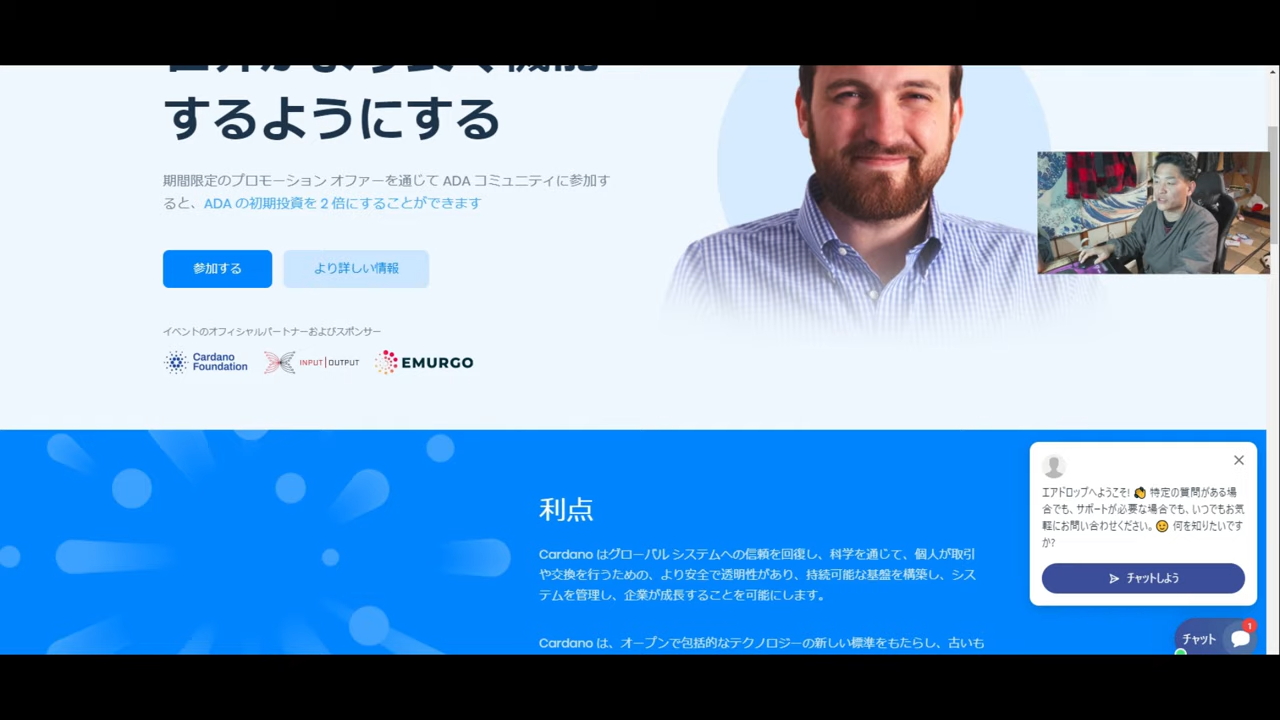 するようにする
期間限定のプロモーション オファーを通じて ADA コミュニティに参加す
ると、ADA の初期投資を 2 倍にすることができます
参加する
より詳しい情報
イベントのオフィシャルパートナーおよびスポンサー
Cardano
Foundation
INPUT | OUTPUT
EMURGO
利点
Cardano はグローバル システムへの信頼を回復し、科学を通じて、個人が取引
や交換を行うための、より安全で透明性があり、持続可能な基盤を構築し、シス
テムを管理し、企業が成長することを可能にします。
Cardano は、オープンで包括的なテクノロジーの新しい標準をもたらし、古いも
エアドロップへようこそ! 👏 特定の質問がある場
合でも、サポートが必要な場合でも、いつでもお気
軽にお問い合わせください。😉 何を知りたいです
か?
チャットしよう
チャット
1